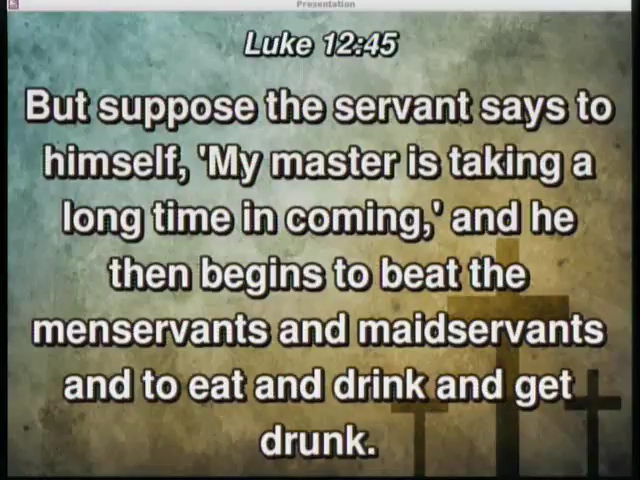 Presentation
Luke 12:45
But suppose the servant says to
himself, 'My master is taking a
long time in coming,' and he
then begins to beat the
menservants and maidservants
and to eat and drink and get
drunk.